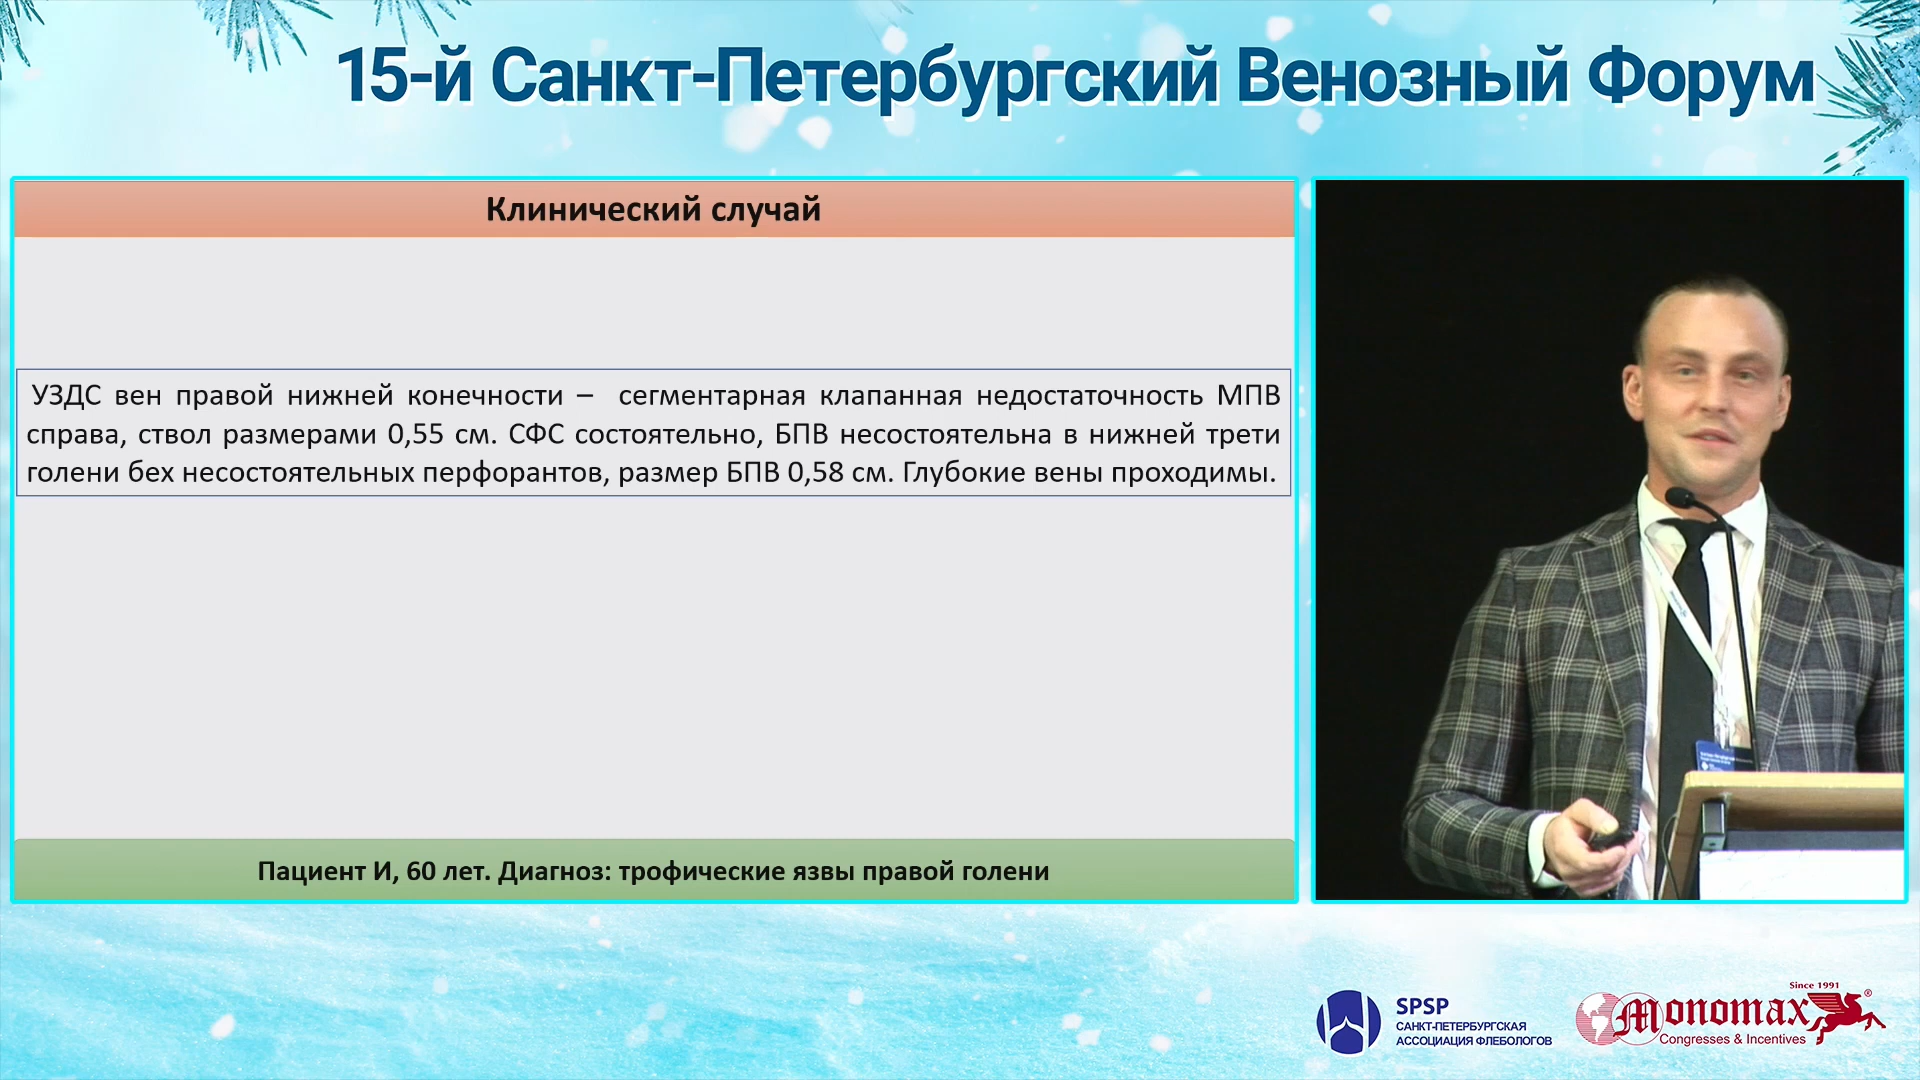 15-й Санкт-Петербургский Венозный Форум
Клинический случай
УЗДС вен правой нижней конечности – сегментарная клапанная недостаточность МПВ
справа, ствол размерами 0,55 см. СФС состоятельно, БПВ несостоятельна в нижней трети
голени бех несостоятельных перфорантов, размер БПВ 0,58 см. Глубокие вены проходимы.
Пациент И, 60 лет. Диагноз: трофические язвы правой голени
SPSP
САНКТ-ПЕТЕРБУРГСКАЯ
АССОЦИАЦИЯ ФЛЕБОЛОГОВ
Since 1991
Monomax®
Congresses & Incentives